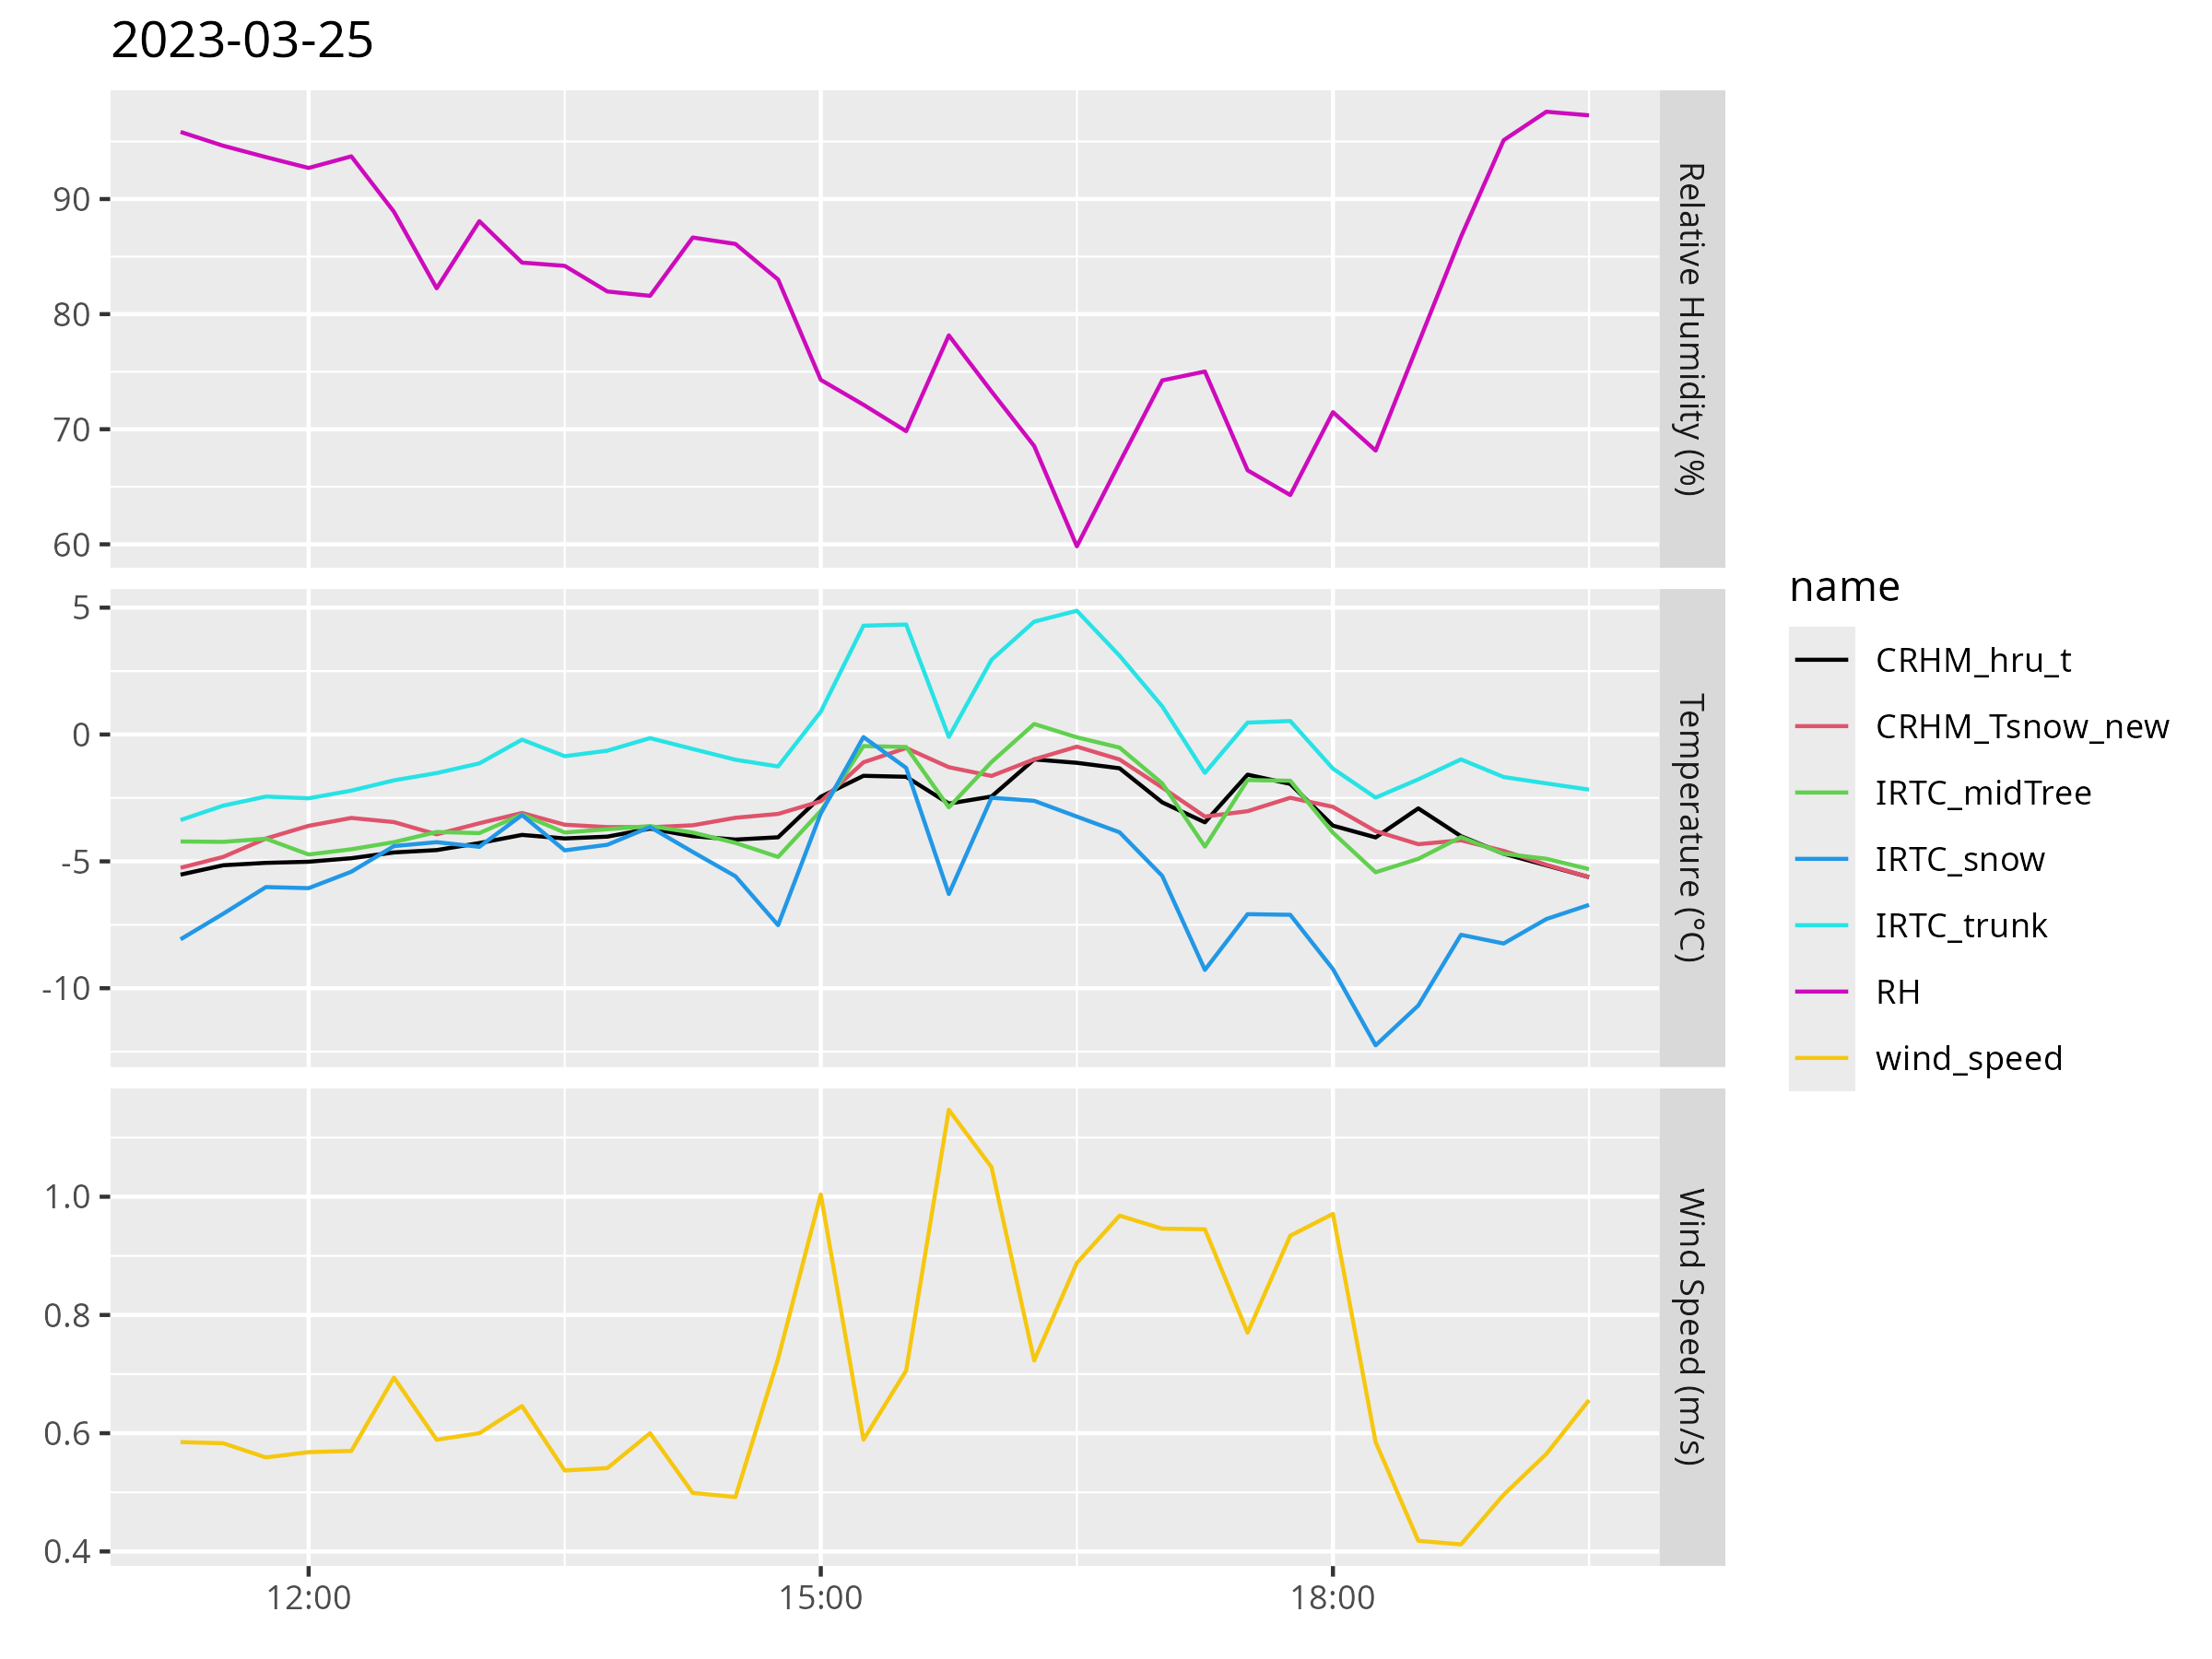 2023-03-25
90
80
70
60
Relative Humidity (%)
5
0
-5
-10
Temperature (°C)
1.0
0.8
0.6
0.4
Wind Speed (m/s)
12:00
15:00
18:00
name
CRHM_hru_t
CRHM_Tsnow_new
IRTC_midTree
IRTC_snow
IRTC_trunk
RH
wind_speed